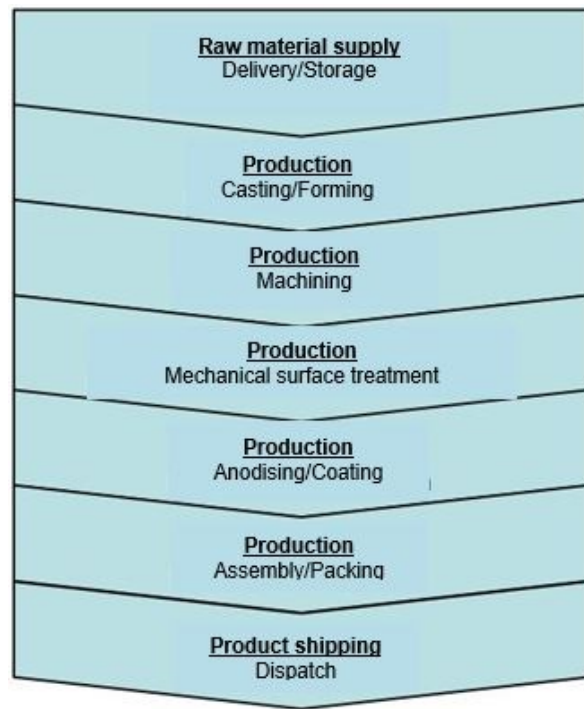 Raw material supply
Delivery/Storage
Production
Casting/Forming
Production
Machining
Production
Mechanical surface treatment
Production
Anodising/Coating
Production
Assembly/Packing
Product shipping
Dispatch